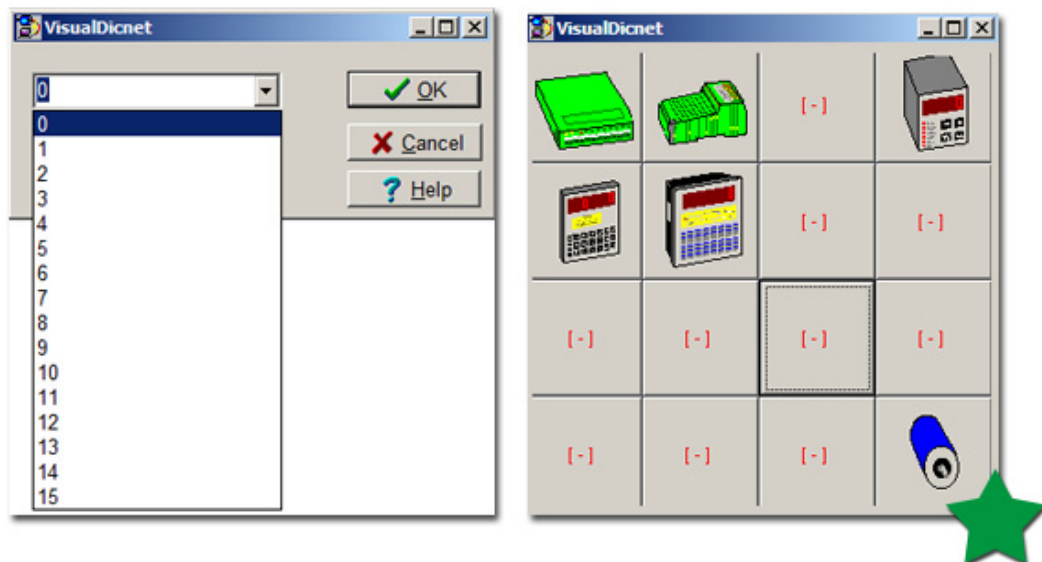 VisualDicnet
0
OK
0
1
Cancel
2
Help
3
4
5
6
7
8
9
10
11
12
13
14
15
VisualDicnet
[ - ]
[ - ] [ - ]
[ - ] [ - ] [ - ] [ - ]
[ - ] [ - ] [ - ]